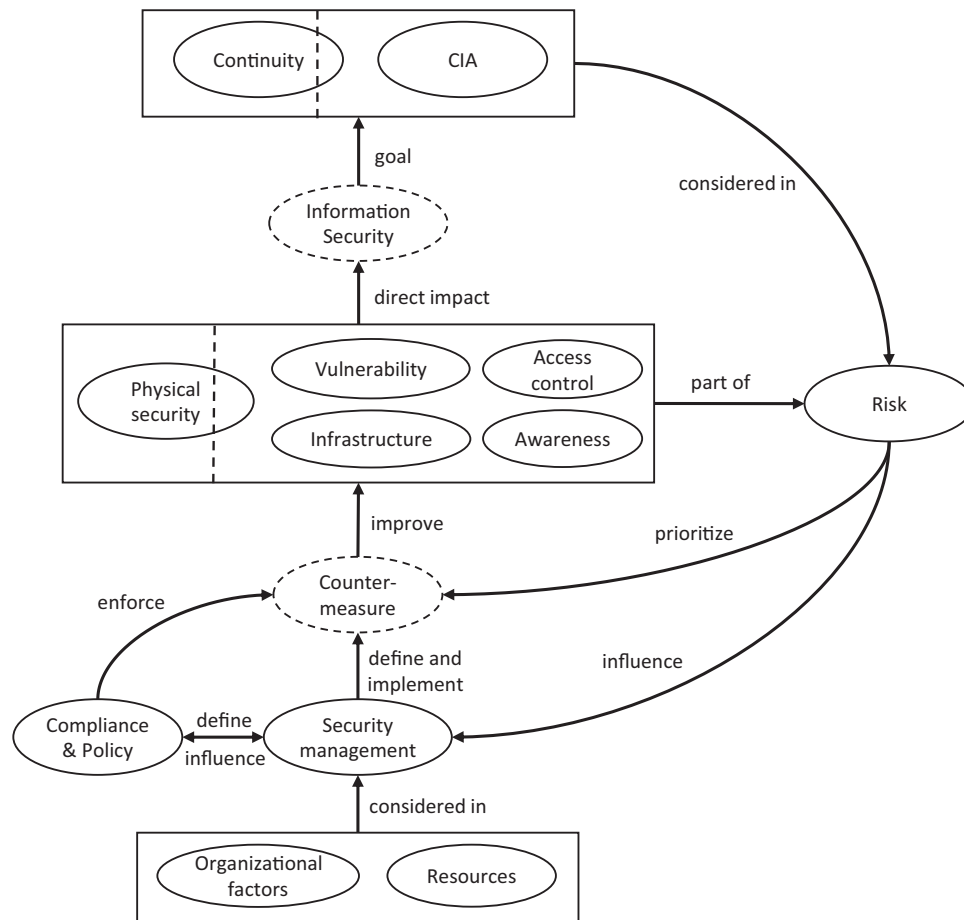 Continuity
CIA
goal
considered in
Information
Security
direct impact
Physical
security
Vulnerability
Access
control
Infrastructure
Awareness
part of
Risk
improve
prioritize
Counter-
measure
enforce
define and
implement
influence
Compliance
& Policy
define
influence
Security
management
considered in
Organizational
factors
Resources